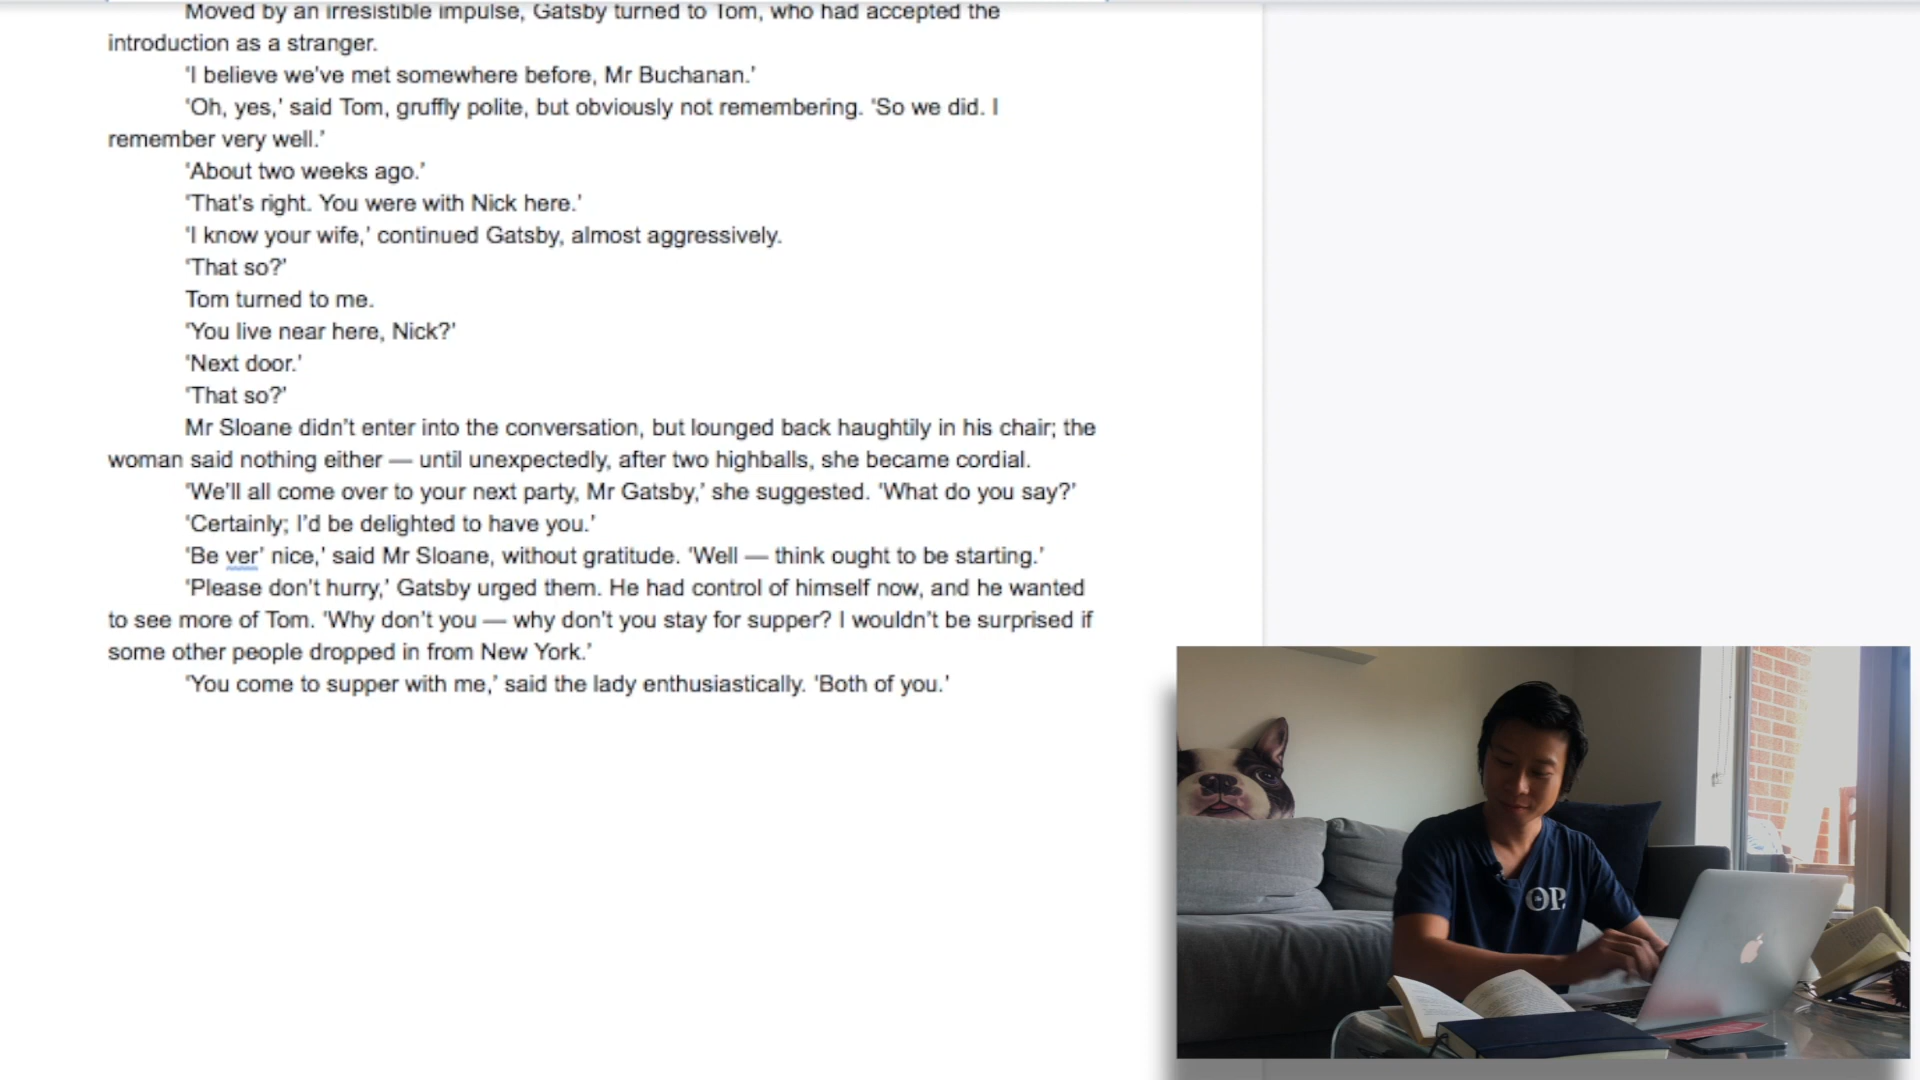 Moved by an irresistible impulse, Gatsby turned to Tom, who had accepted the
introduction as a stranger.
'I believe we've met somewhere before, Mr Buchanan.'
'Oh, yes,' said Tom, gruffly polite, but obviously not remembering. 'So we did. I
remember very well.'
'About two weeks ago.'
'That's right. You were with Nick here.'
'I know your wife,' continued Gatsby, almost aggressively.
'That so?'
Tom turned to me.
'You live near here, Nick?'
'Next door.'
'That so?'
Mr Sloane didn't enter into the conversation, but lounged back haughtily in his chair; the
woman said nothing either — until unexpectedly, after two highballs, she became cordial.
'We'll all come over to your next party, Mr Gatsby,' she suggested. 'What do you say?'
'Certainly; I'd be delighted to have you.'
'Be ver' nice,' said Mr Sloane, without gratitude. 'Well — think ought to be starting.'
'Please don't hurry,' Gatsby urged them. He had control of himself now, and he wanted
to see more of Tom. 'Why don't you — why don't you stay for supper? I wouldn't be surprised if
some other people dropped in from New York.'
'You come to supper with me,' said the lady enthusiastically. 'Both of you.'
OP.